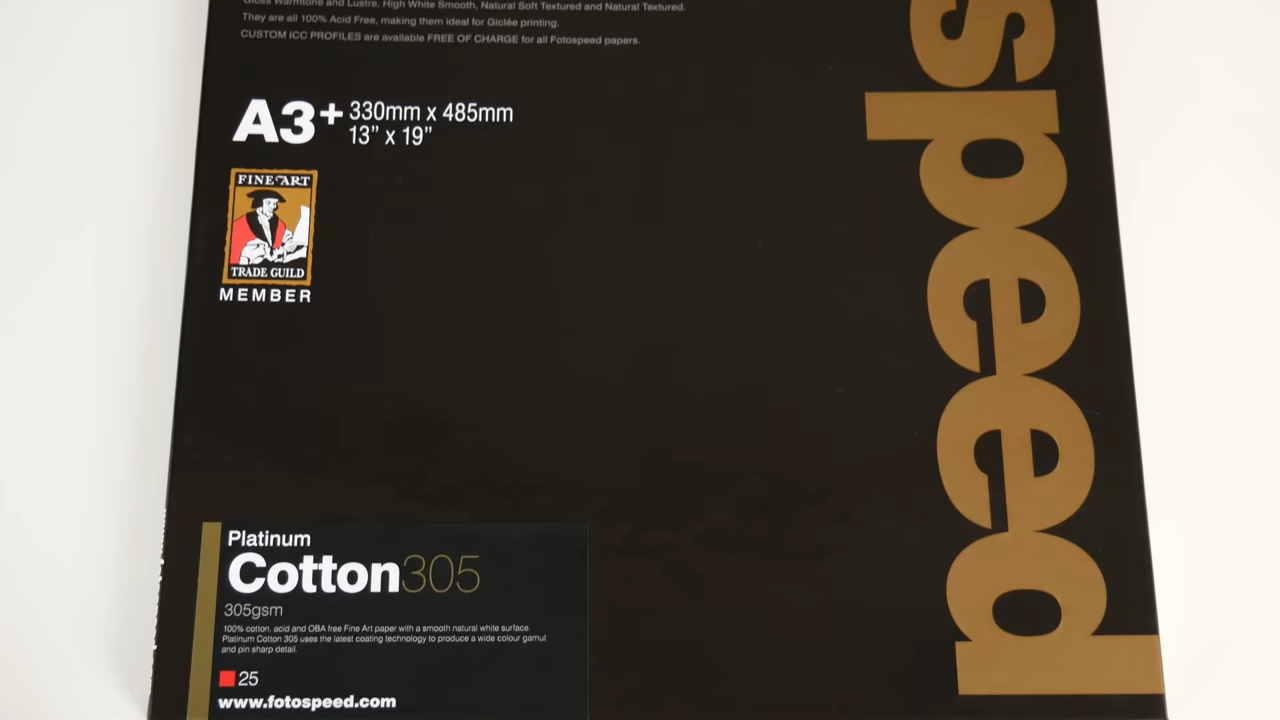 Gloss Warmtone and Lustre, High White Smooth, Natural Soft Textured and Natural Textured.
They are all 100% Acid Free, making them ideal for Giclée printing.
CUSTOM ICC PROFILES are available FREE OF CHARGE for all Fotospeed papers.
A3+ 330mm x 485mm
13” x 19”
FINE ART
TRADE GUILD
MEMBER
speed
Platinum
Cotton305
305gsm
100% cotton, acid and OBA free Fine Art paper with a smooth natural white surface.
Platinum Cotton 305 uses the latest coating technology to produce a wide colour gamut
and pin sharp detail.
25
www.fotospeed.com